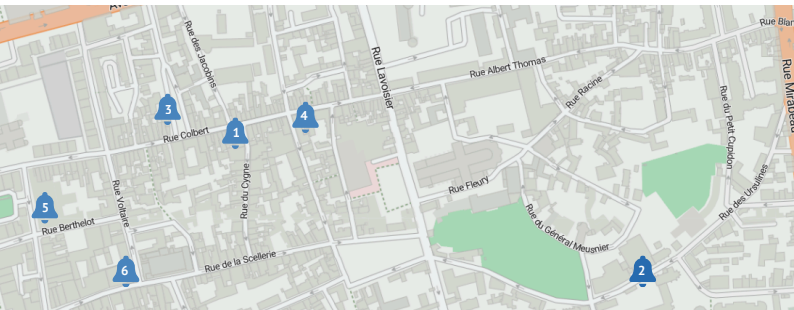 Rue Blan
Rue des Jacobins
Rue Lavoisier
Rue Albert Thomas
Rue Mirabeau
Rue Racine
3
4
1
Rue Colbert
Rue du Petit Cupidon
Rue Voltaire
Rue du Cygne
Rue Fleury
Rue des Ursulines
5
Rue Berthelot
Rue du Général Meusnier
6
Rue de la Scellerie
2